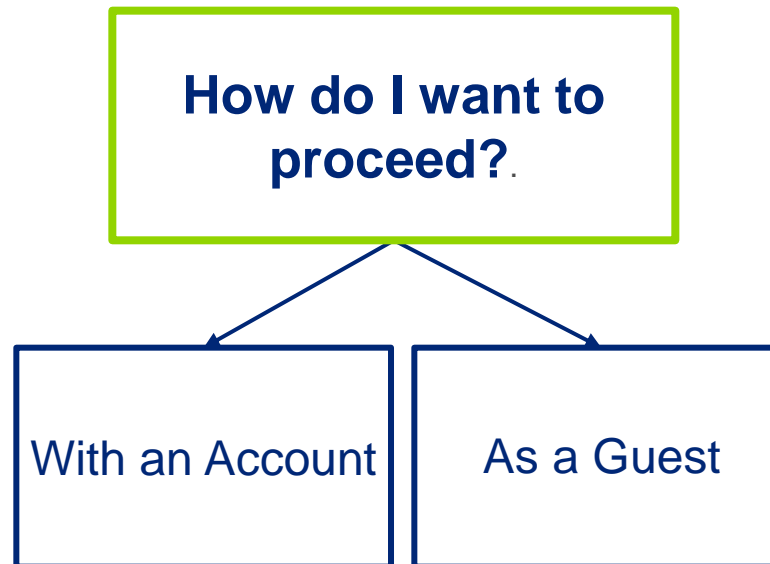 How do I want to
proceed?.
With an Account
As a Guest